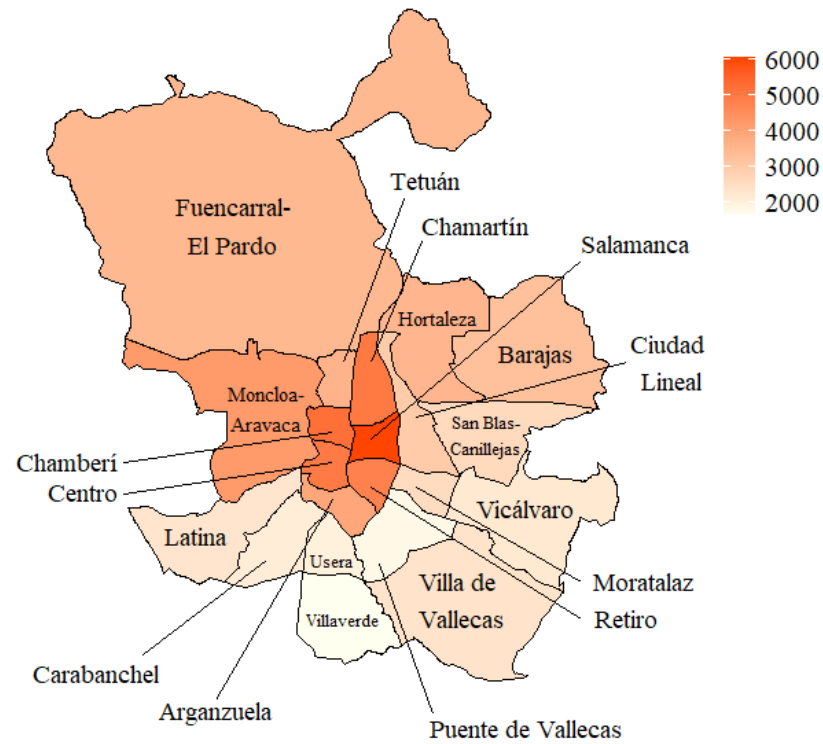 6000
5000
4000
3000
2000
Tetuán
Fuencarral-
El Pardo
Chamartín
Salamanca
Hortaleza
Barajas
Ciudad
Lineal
Moncloa-
Aravaca
San Blas-
Canillejas
Chamberí
Centro
Vicálvaro
Latina
Usera
Villa de
Vallecas
Moratalaz
Retiro
Villaverde
Carabanchel
Arganzuela
Puente de Vallecas